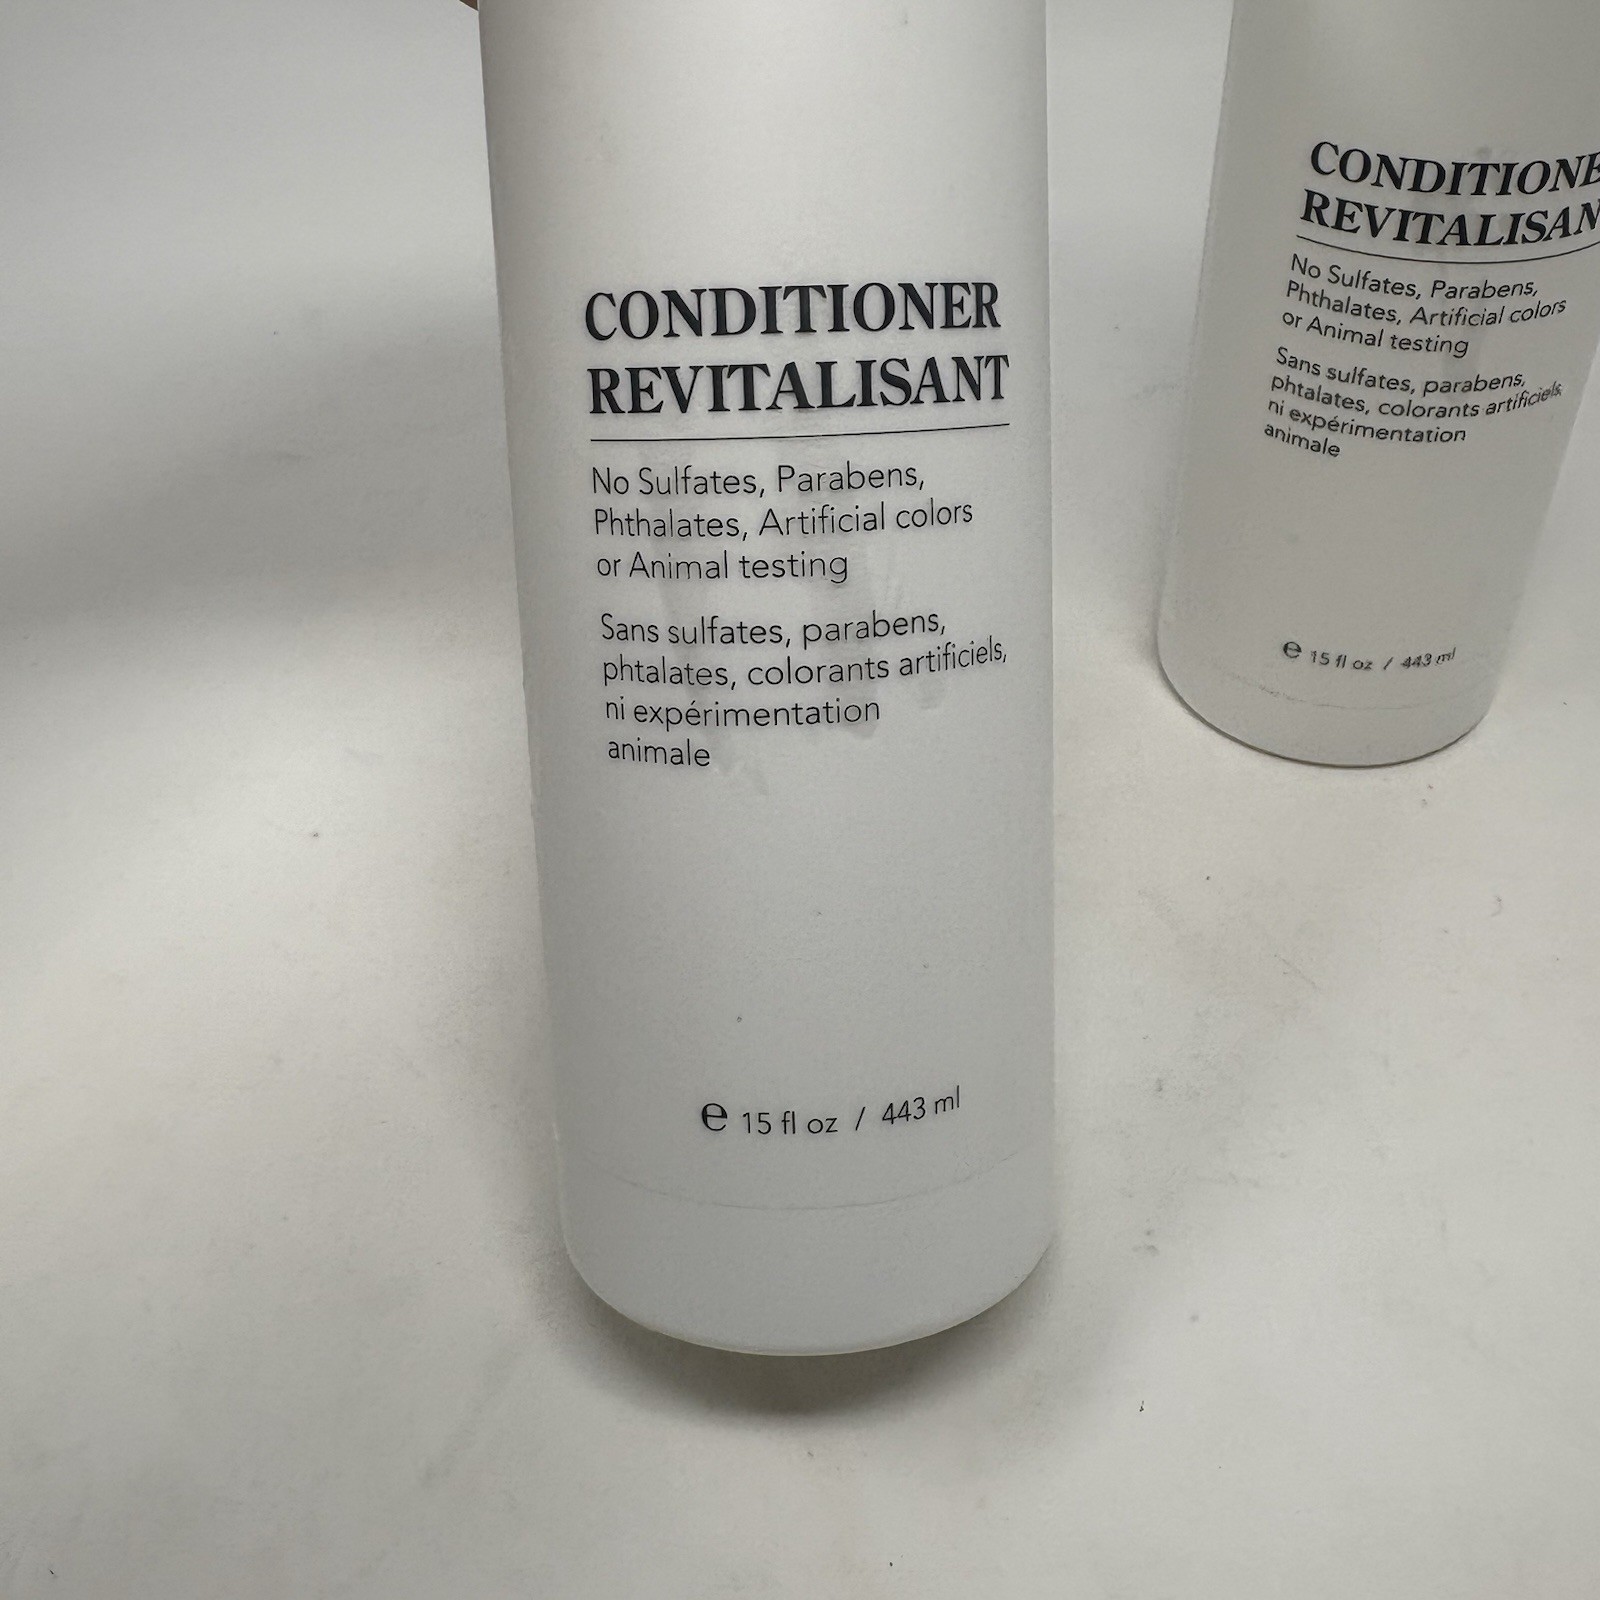 CONDITIONER
REVITALISANT
No Sulfates, Parabens,
Phthalates, Artificial colors
or Animal testing
Sans sulfates, parabens,
phtalates, colorants artificiels,
ni expérimentation
animale
e 15 fl oz / 443 ml
CONDITIONE
REVITALISAN
No Sulfates, Parabens,
Phthalates, Artificial colors
or Animal testing
Sans sulfates, parabens,
phtalates, colorants artificiels,
ni expérimentation
animale
e 15 fl oz / 443 ml